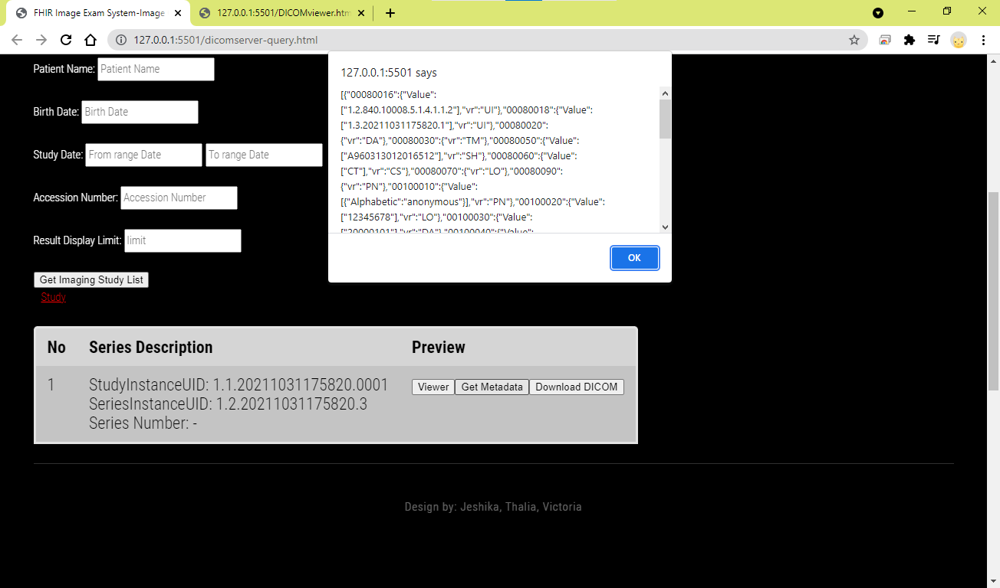 FHIR Image Exam System-Image
127.0.0.1:5501/DICOMviewer.htm
127.0.0.1:5501/dicomserver-query.html
Patient Name: Patient Name
Birth Date: Birth Date
Study Date: From range Date To range Date
Accession Number: Accession Number
Result Display Limit: limit
Get Imaging Study List
Study
127.0.0.1:5501 says
[{"00080016":{"Value":
["1.2.840.10008.5.1.4.1.1.2"],"vr":"UI"},"00080018":{"Value":
["1.3.20211031175820.1"],"vr":"UI"},"00080020":
{"vr":"DA"},"00080030":{"vr":"TM"},"00080050":{"Value":
["A960313012016512"],"vr":"SH"},"00080060":{"Value":
["CT"],"vr":"CS"},"00080070":{"vr":"LO"},"00080090":
{"vr":"PN"},"00100010":{"Value":
[{"Alphabetic":"anonymous"}],"vr":"PN"},"00100020":{"Value":
["12345678"],"vr":"LO"},"00100030":{"Value":
["20000101"],"vr":"DA"},"00100040":{"Value":
OK
No Series Description Preview
1 StudyInstanceUID: 1.1.20211031175820.0001 Viewer Get Metadata Download DICOM
SeriesInstanceUID: 1.2.20211031175820.3
Series Number: -
Design by: Jeshika, Thalia, Victoria